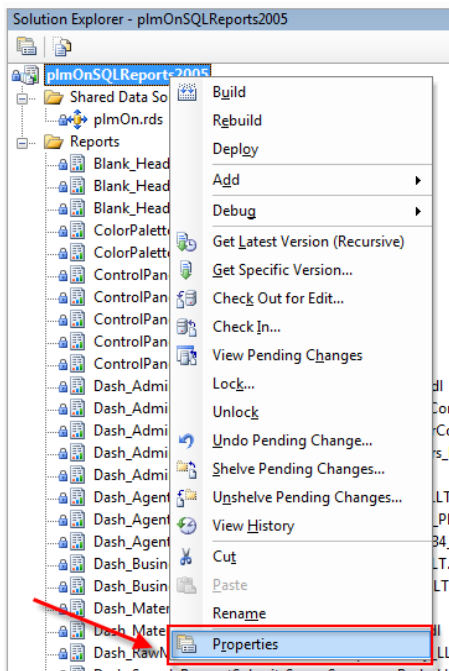 Solution Explorer - plmOnSQLReports2005
plmOnSQLReports2005
Build
Shared Data So
plmOn.rds
Rebuild
Reports
Deploy
Blank_Head
Add
Blank_Head
Blank_Head
Debug
ColorPalett
Get Latest Version (Recursive)
ColorPalett
ControlPan
Get Specific Version...
ControlPan
Check Out for Edit...
ControlPan
Check In...
ControlPan
View Pending Changes
ControlPan
Dash_Admi
Lock...
Dash_Admi
Unlock
Dash_Admi
Undo Pending Change...
Dash_Admi
Shelve Pending Changes...
Dash_Admi
Dash_Agent
Unshelve Pending Changes...
Dash_Agent
View History
Dash_Agent
Dash_Busin
Cut
Dash_Busin
Paste
Dash_Mater
Rename
Dash_Mate
Properties
Dash_RawM